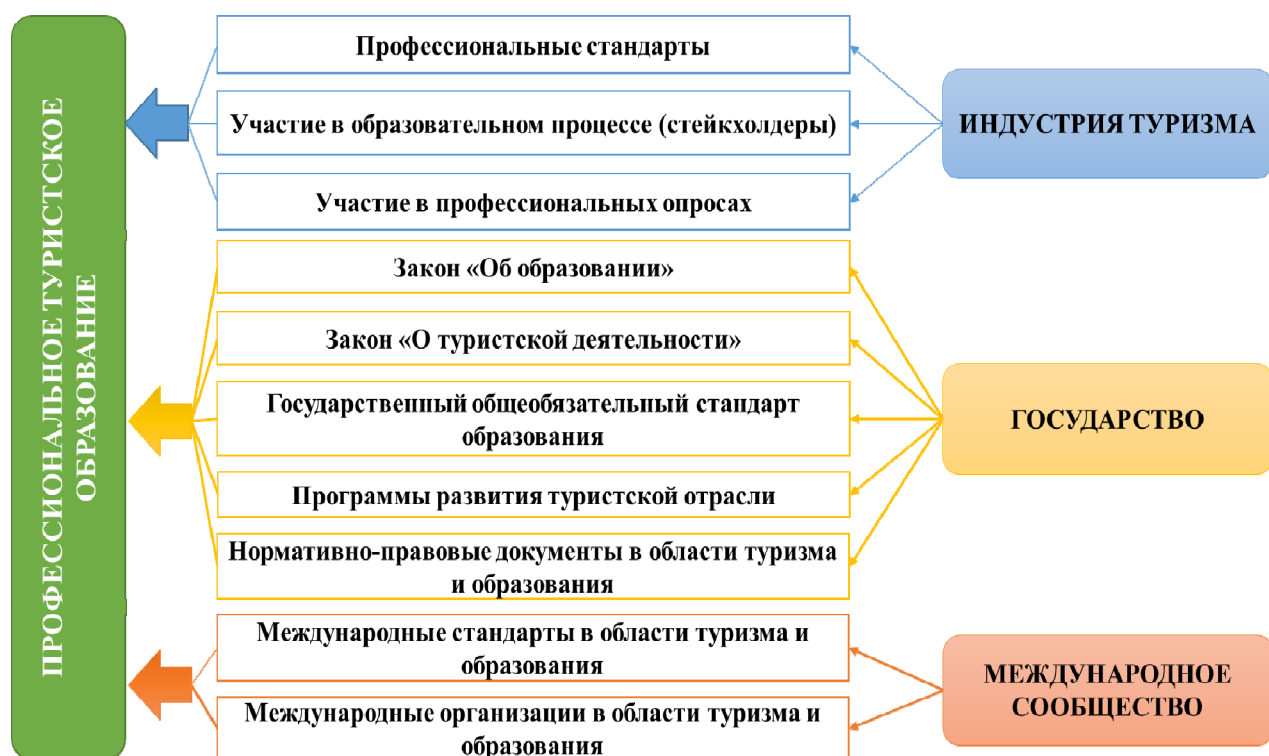 ПРОФЕССИОНАЛЬНОЕ ТУРИСТСКОЕ
ОБРАЗОВАНИЕ
Профессиональные стандарты
Участие в образовательном процессе (стейкхолдеры)
Участие в профессиональных опросах
ИНДУСТРИЯ ТУРИЗМА
Закон «Об образовании»
Закон «О туристской деятельности»
Государственный общеобязательный стандарт
образования
Программы развития туристской отрасли
Нормативно-правовые документы в области туризма
и образования
ГОСУДАРСТВО
Международные стандарты в области туризма и
образования
Международные организации в области туризма и
образования
МЕЖДУНАРОДНОЕ
СООБЩЕСТВО